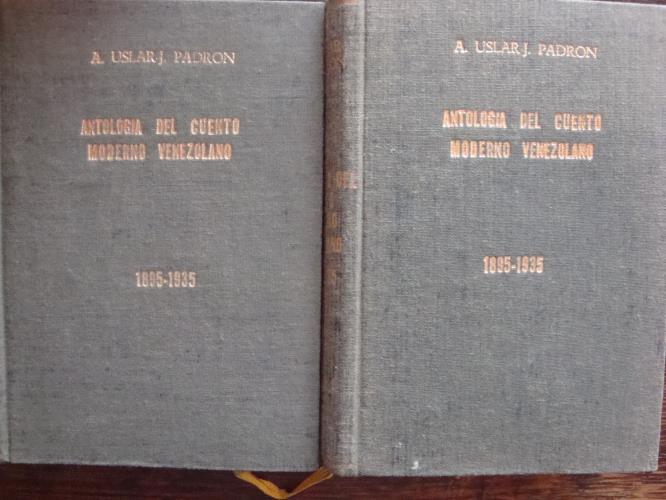 A. USLAR J. PADRON
ANTOLOGIA DEL CUENTO
MODERNO VENEZOLANO
1895-1935
A. USLAR J. PADRON
ANTOLOGIA DEL CUENTO
MODERNO VENEZOLANO
1895-1935